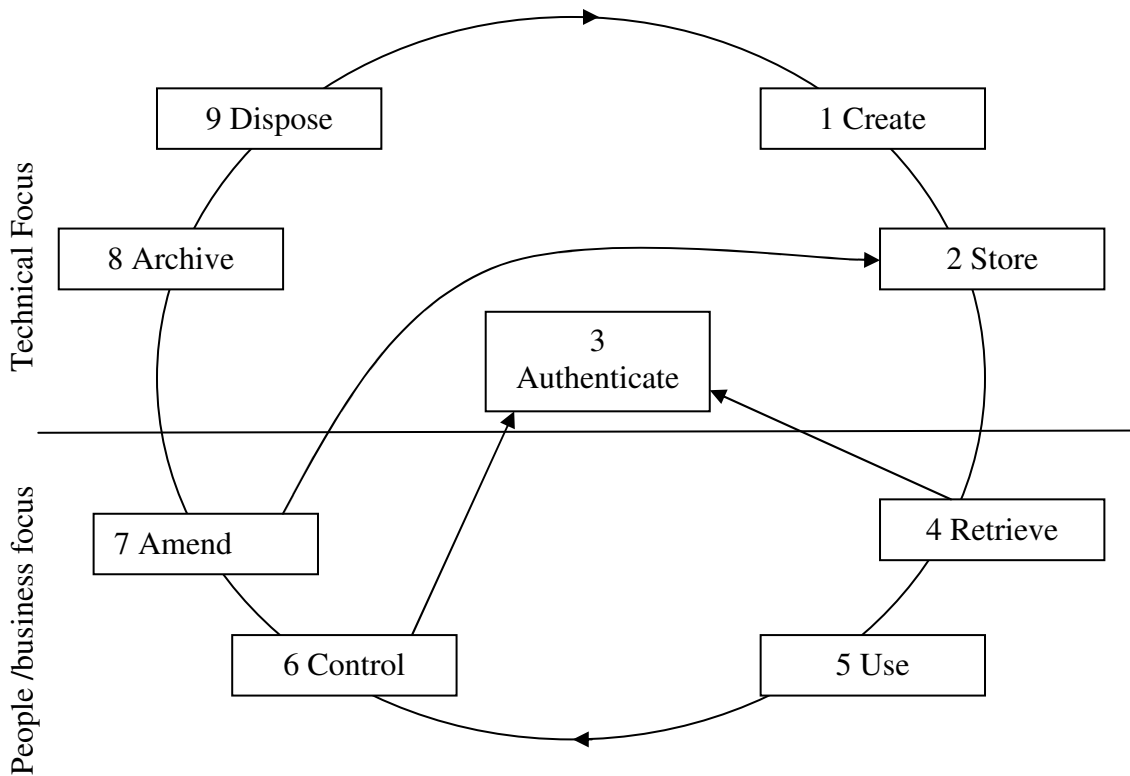 9 Dispose
1 Create
8 Archive
2 Store
3
Authenticate
7 Amend
4 Retrieve
6 Control
5 Use
Technical Focus
People /business focus